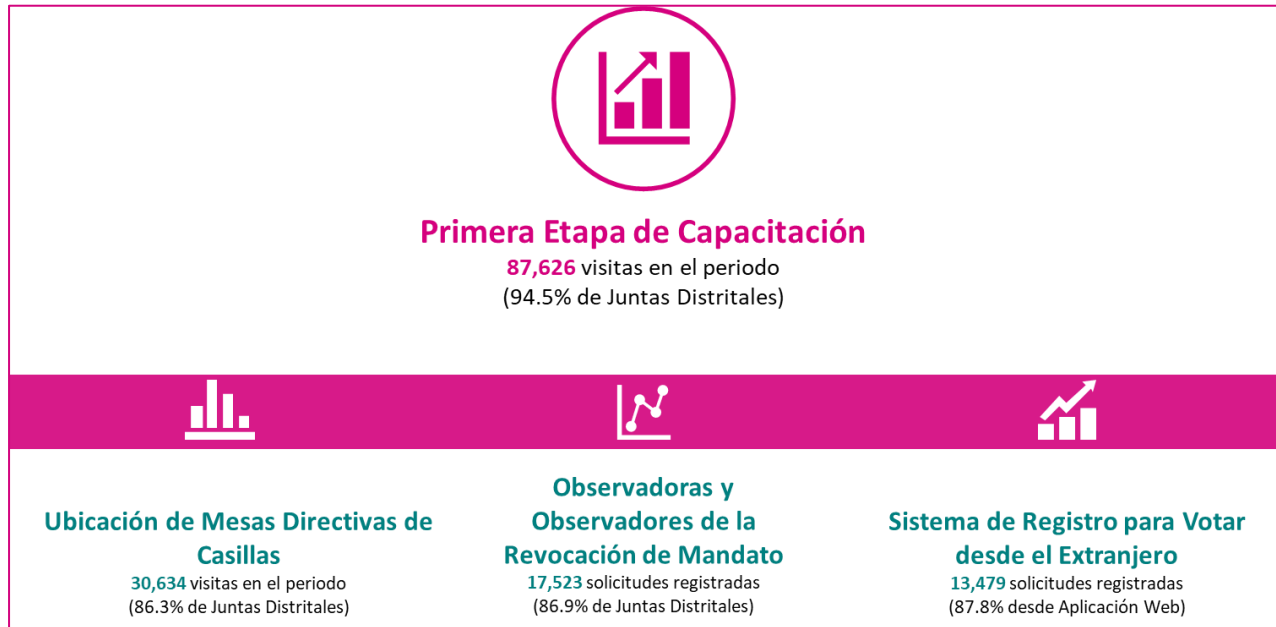 Primera Etapa de Capacitación
87,626 visitas en el periodo
(94.5% de Juntas Distritales)
Ubicación de Mesas Directivas de
Casillas
30,634 visitas en el periodo
(86.3% de Juntas Distritales)
Observadoras y
Observadores de la
Revocación de Mandato
17,523 solicitudes registradas
(86.9% de Juntas Distritales)
Sistema de Registro para Votar
desde el Extranjero
13,479 solicitudes registradas
(87.8% desde Aplicación Web)